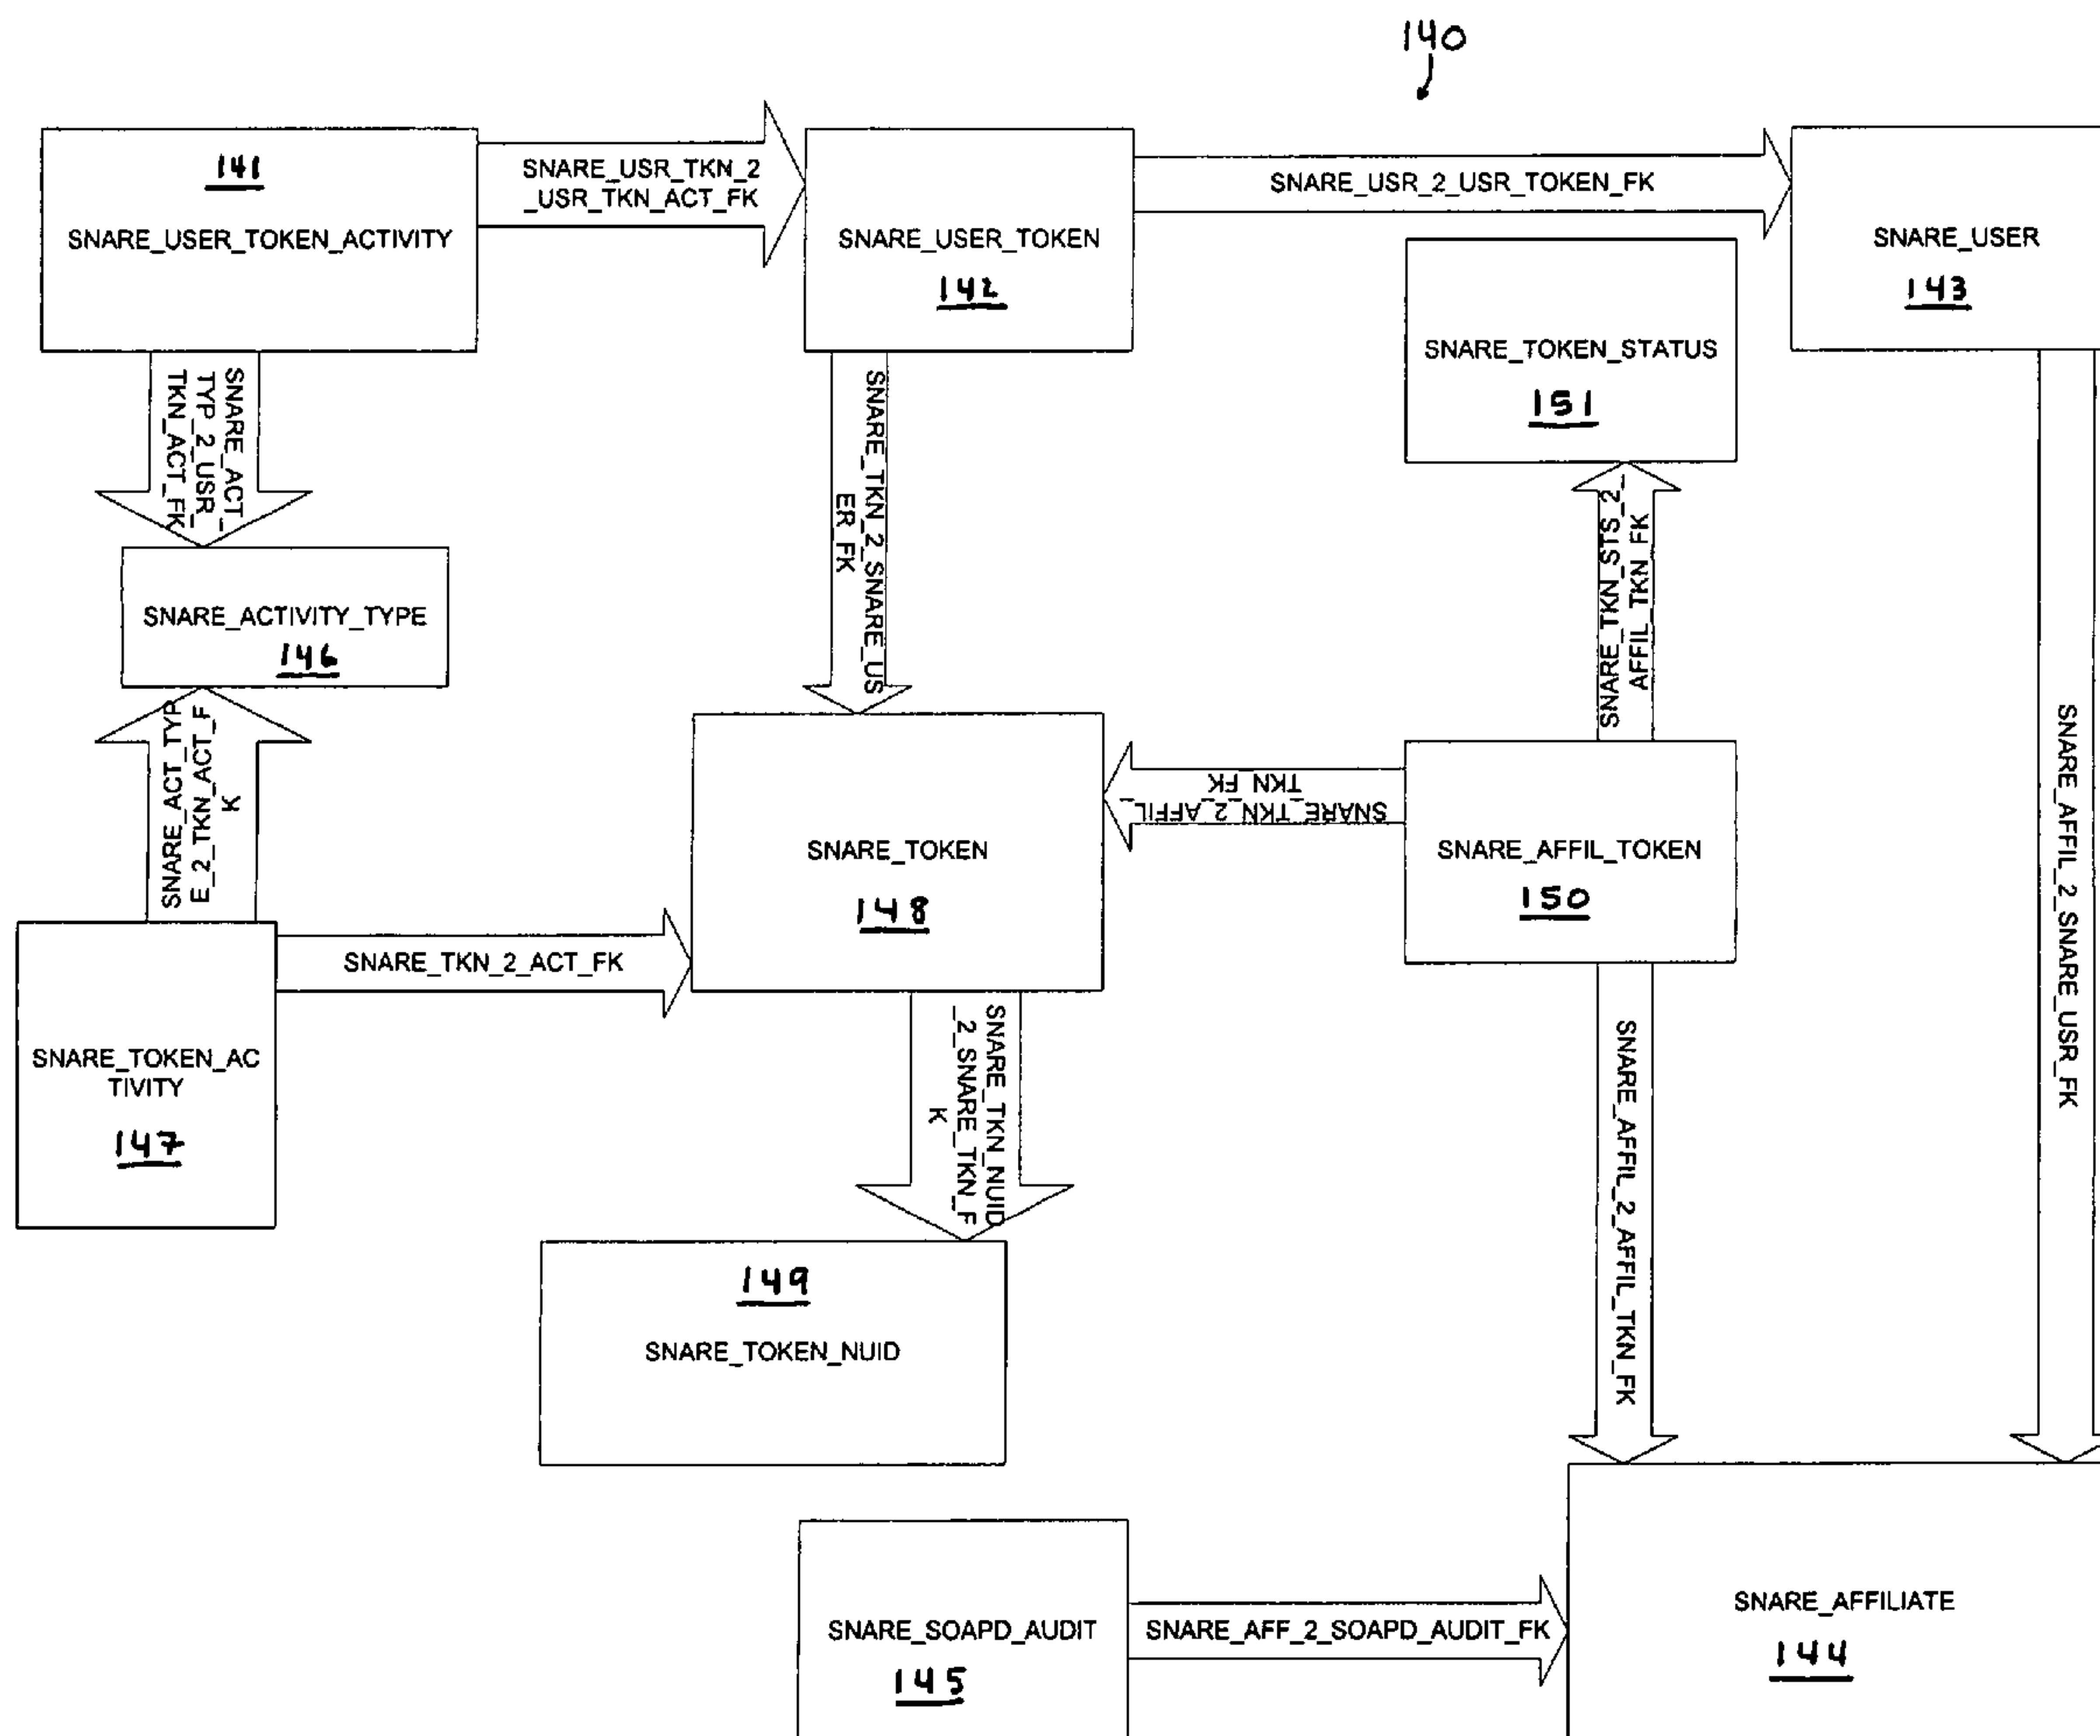 140
141
SNARE_USER_TOKEN_ACTIVITY
SNARE_USR_TKN_2
_USR_TKN_ACT_FK
SNARE_USER_TOKEN
142
SNARE_USR_2_USR_TOKEN_FK
SNARE_USER
143
SNARE_TOKEN_STATUS
151
SNARE_ACT_
TYP_2_USR_
TKN_ACT_FK
SNARE_TKN_2_SNARE_US
ER_FK
SNARE_TKN_STS_2_
AFFIL_TKN_FK
SNARE_ACTIVITY_TYPE
146
SNARE_ACT_TYP
E_2_TKN_ACT_F
K
SNARE_TOKEN
148
SNARE_TKN_2_AFFIL_
TKN_FK
SNARE_AFFIL_TOKEN
150
SNARE_AFFIL_2_SNARE_USR_FK
SNARE_TKN_2_ACT_FK
SNARE_TOKEN_AC
TIVITY
147
SNARE_TKN_NUID
_2_SNARE_TKN_F
K
SNARE_AFFIL_2_AFFIL_TKN_FK
149
SNARE_TOKEN_NUID
SNARE_SOAPD_AUDIT
145
SNARE_AFF_2_SOAPD_AUDIT_FK
SNARE_AFFILIATE
144